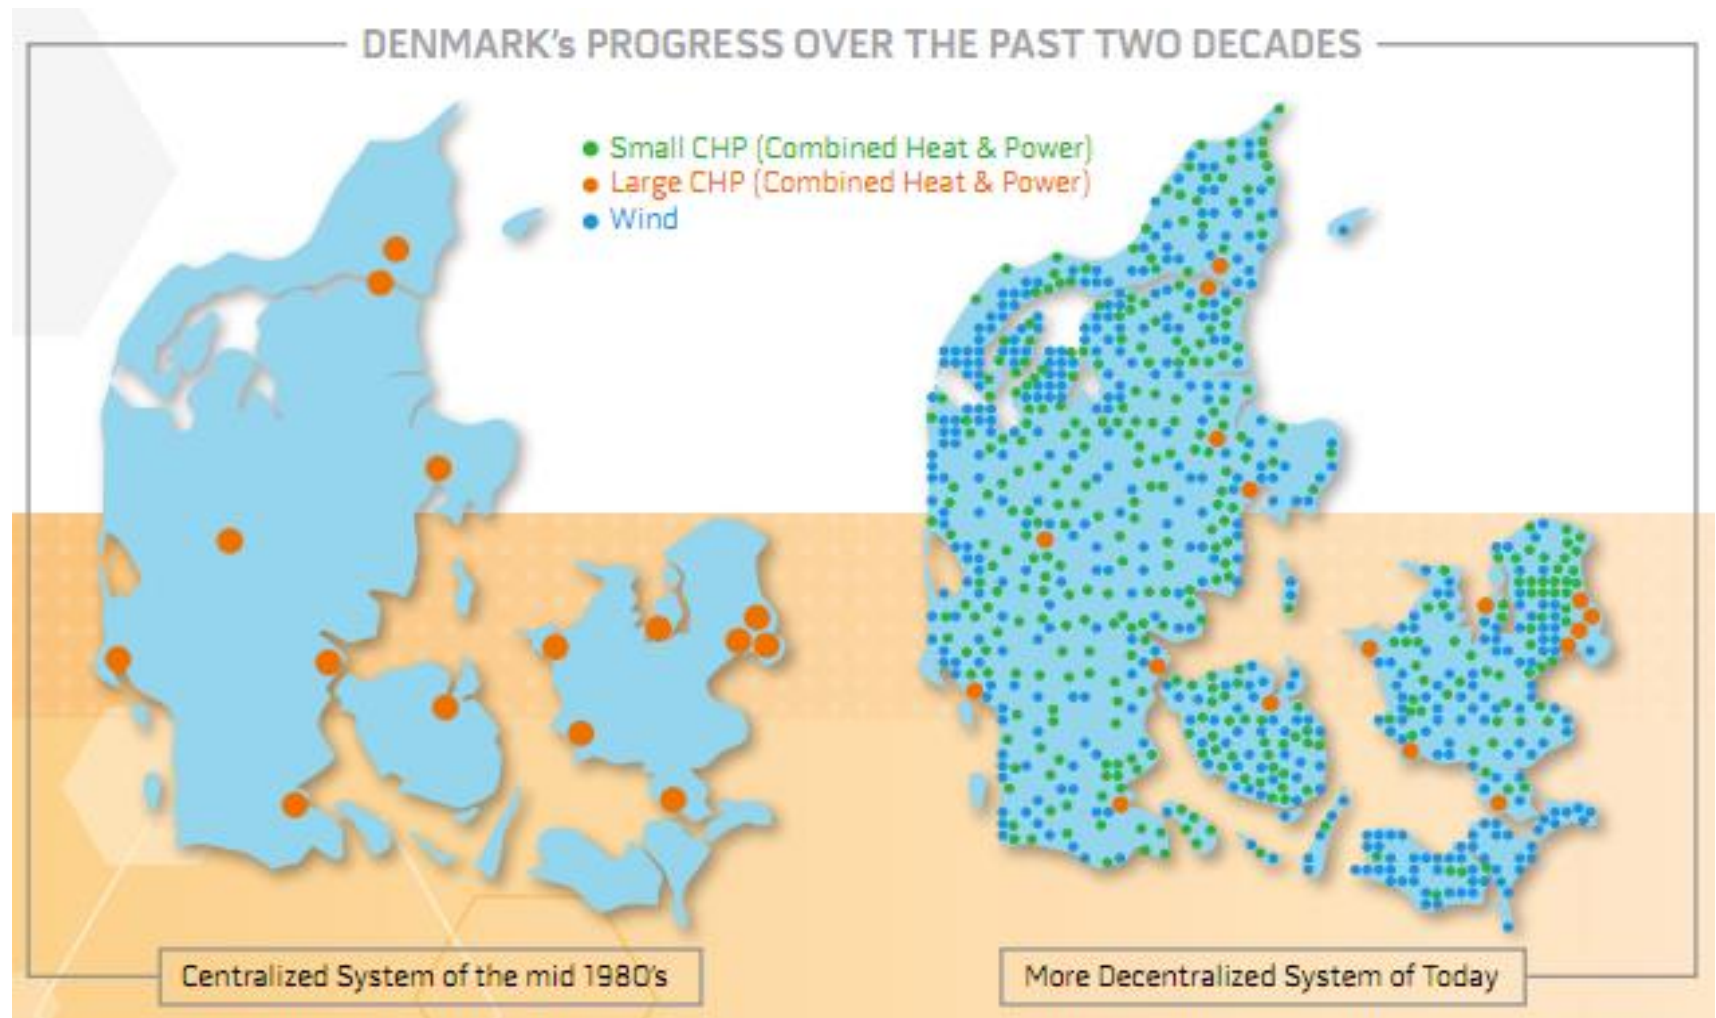 DENMARK's PROGRESS OVER THE PAST TWO DECADES
Small CHP (Combined Heat & Power)
Large CHP (Combined Heat & Power)
Wind
Centralized System of the mid 1980's
More Decentralized System of Today